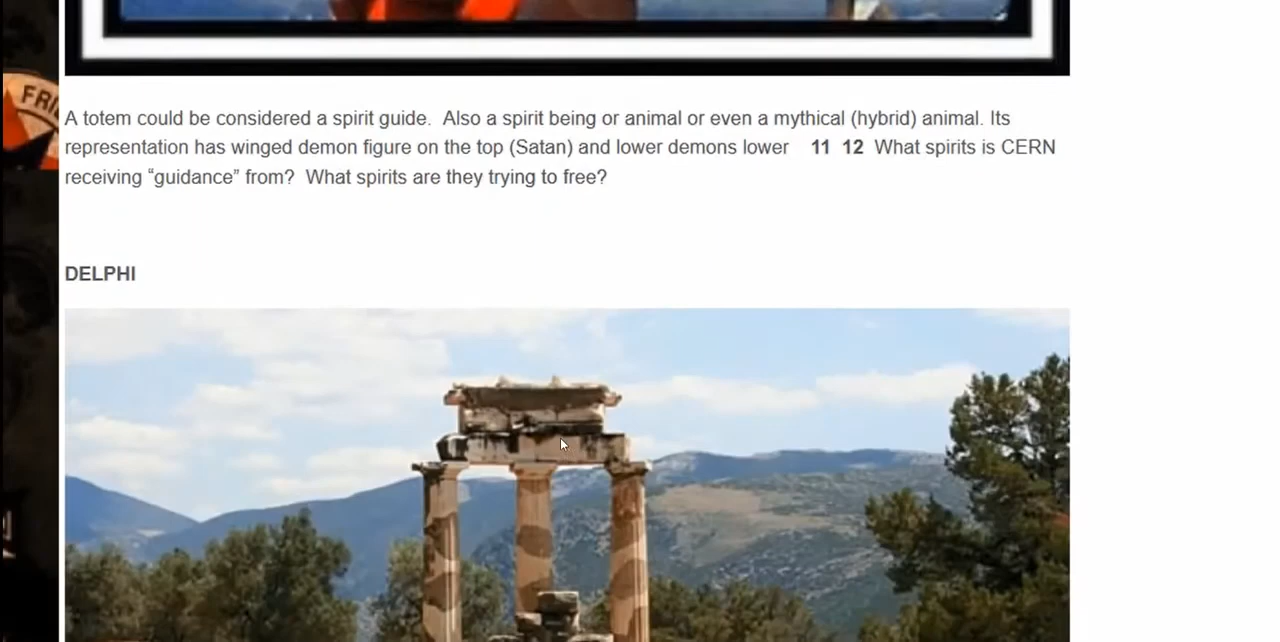 FRI
A totem could be considered a spirit guide.  Also a spirit being or animal or even a mythical (hybrid) animal. Its
representation has winged demon figure on the top (Satan) and lower demons lower    11  12  What spirits is CERN
receiving “guidance” from?  What spirits are they trying to free?
DELPHI